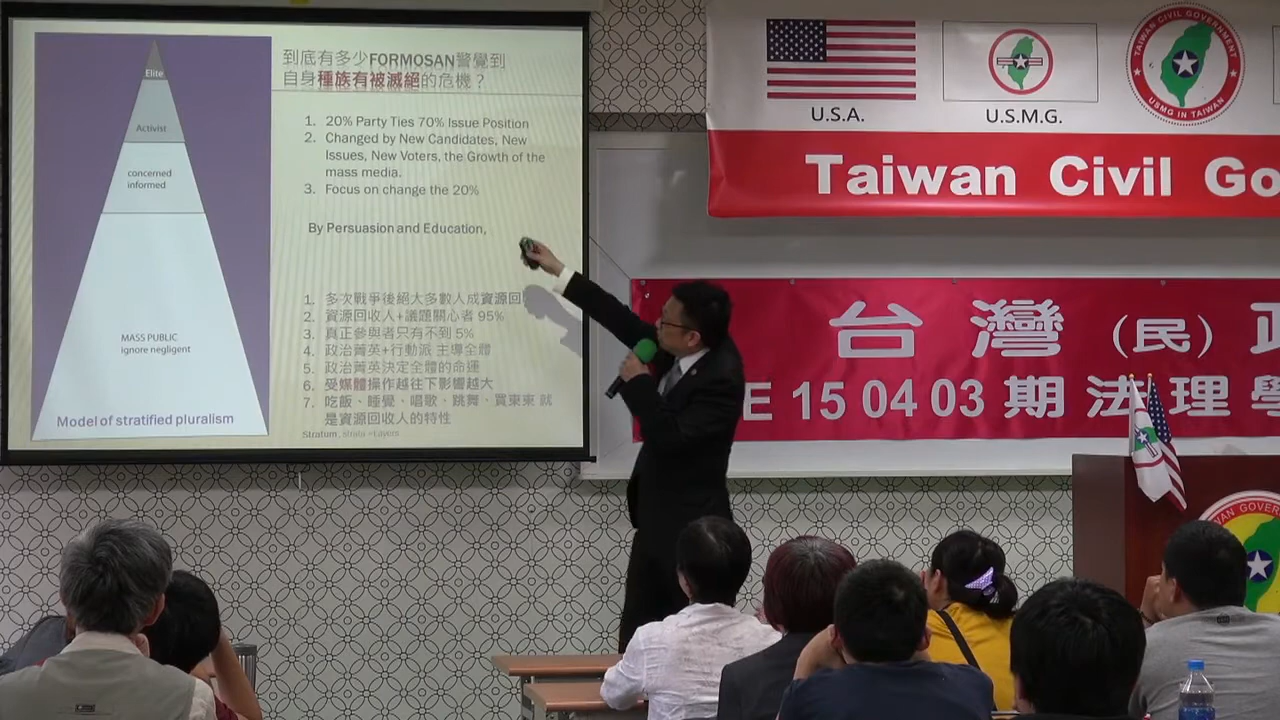 Elite
Activist
concerned
informed
MASS PUBLIC
ignore negligent
Model of stratified pluralism
到底有多少FORMOSAN警覺到
自身種族有被滅絕的危機？
1. 20% Party Ties 70% Issue Position
2. Changed by New Candidates, New
Issues, New Voters, the Growth of the
mass media.
3. Focus on change the 20%
By Persuasion and Education,
1. 多次戰爭後絕大多數人成資源回
2. 資源回收人+議題關心者 95%
3. 真正參與者只有不到 5%
4. 政治菁英+行動派 主導全體
5. 政治菁英決定全體的命運
6. 受媒體操作越往下影響越大
7. 吃飯、睡覺、唱歌、跳舞、買東東 就
是資源回收人的特性
Stratum, strata =Layers
U.S.A.
U.S.M.G.
TAIWAN CIVIL GOVERNMENT
USMG IN TAIWAN
Taiwan Civil Go
台灣（民）政
E 15 04 03 期 法 理 學
WAN GOVER